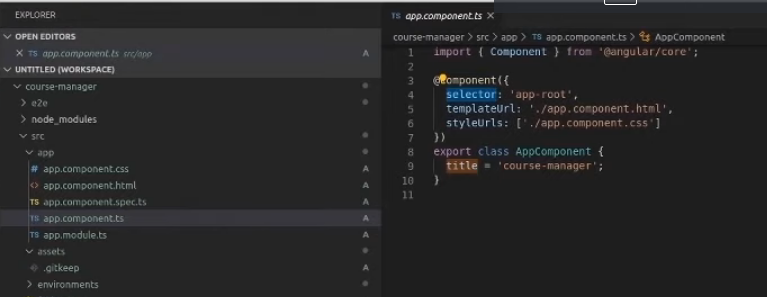 EXPLORER
OPEN EDITORS
× TS app.component.ts src/app A
UNTITLED (WORKSPACE)
course-manager
e2e
node_modules
src
app
# app.component.css A
<> app.component.html A
TS app.component.spec.ts A
TS app.component.ts A
TS app.module.ts A
assets
.gitkeep A
environments
TS app.component.ts ×
course-manager > src > app > TS app.component.ts > AppComponent
1 import { Component } from '@angular/core';
2
3 @Component({
4 selector: 'app-root',
5 templateUrl: './app.component.html',
6 styleUrls: ['./app.component.css']
7 })
8 export class AppComponent {
9 title = 'course-manager';
10 }
11